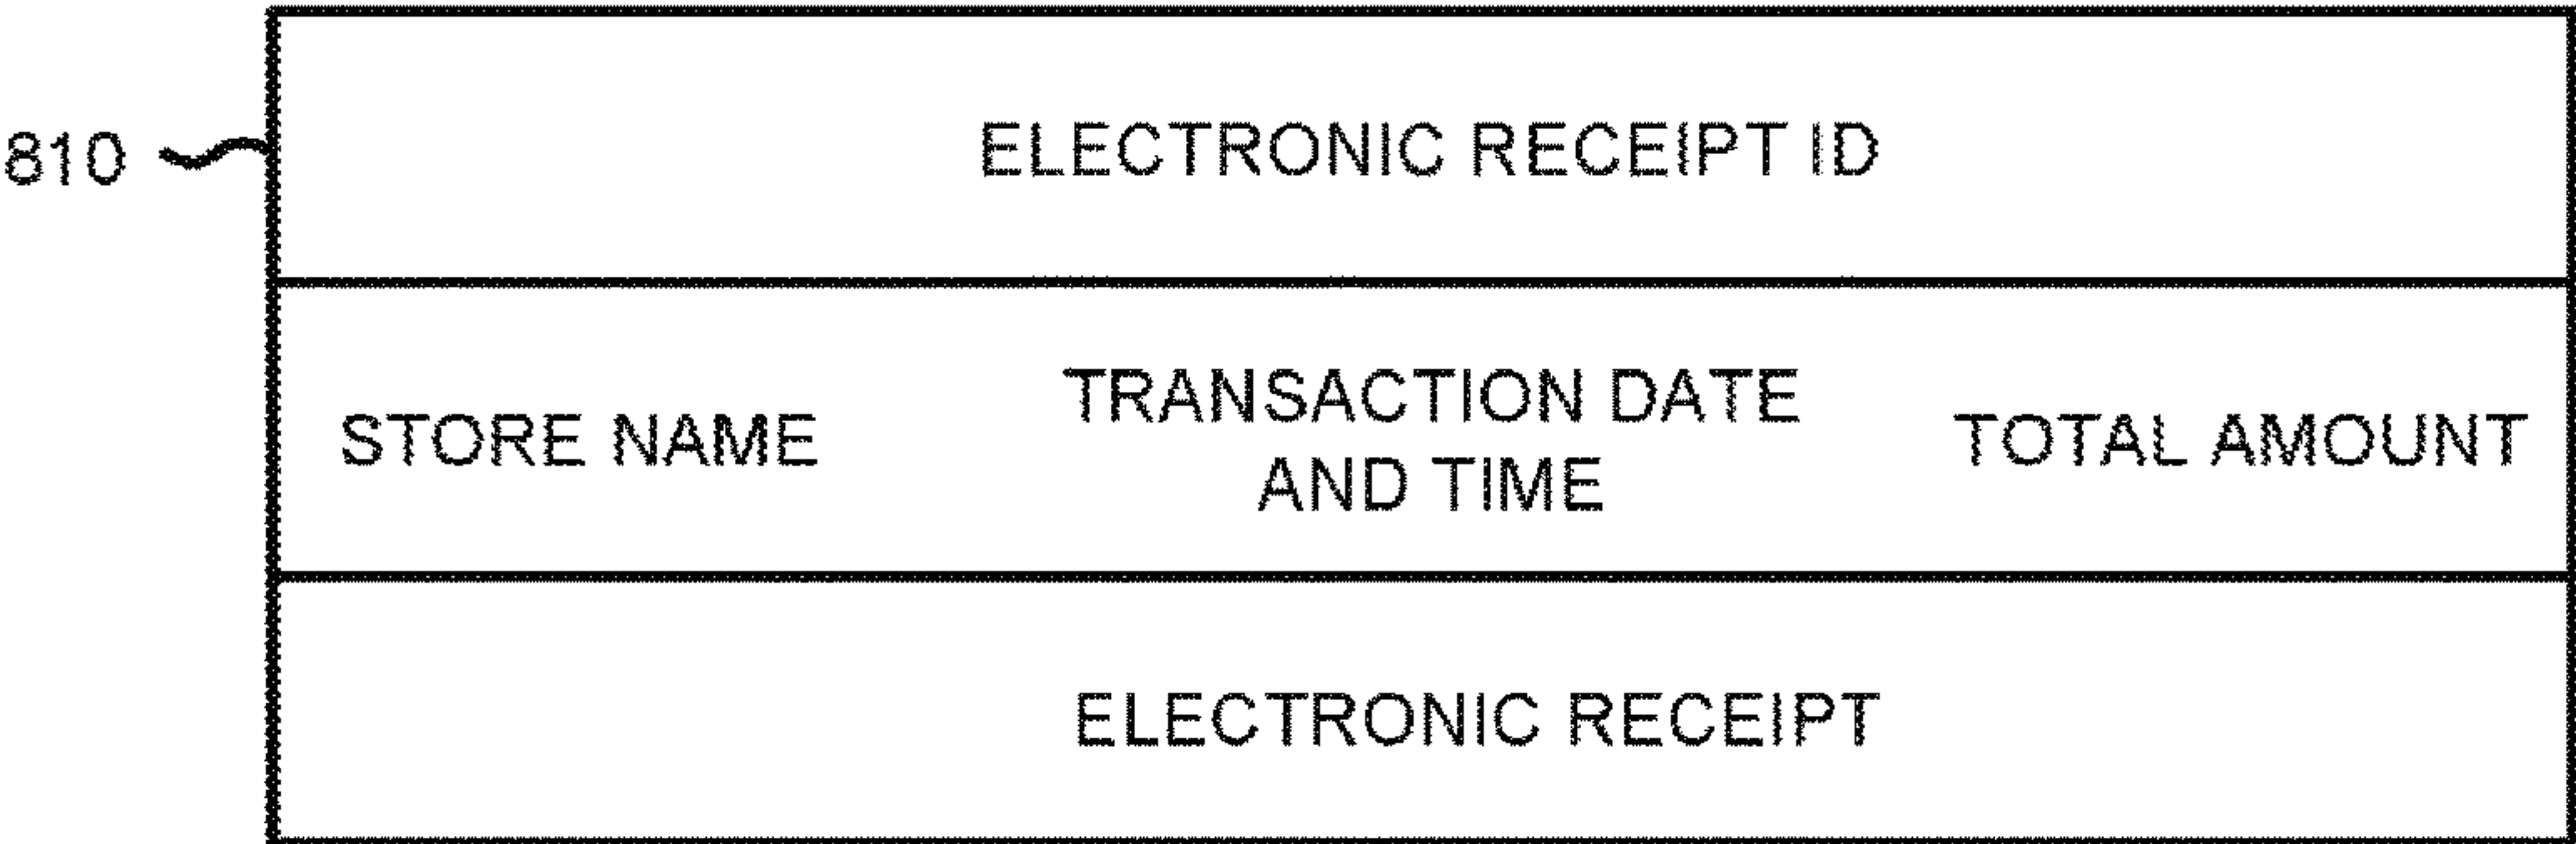 810
ELECTRONIC RECEIPT ID
STORE NAME
TRANSACTION DATE
AND TIME
TOTAL AMOUNT
ELECTRONIC RECEIPT